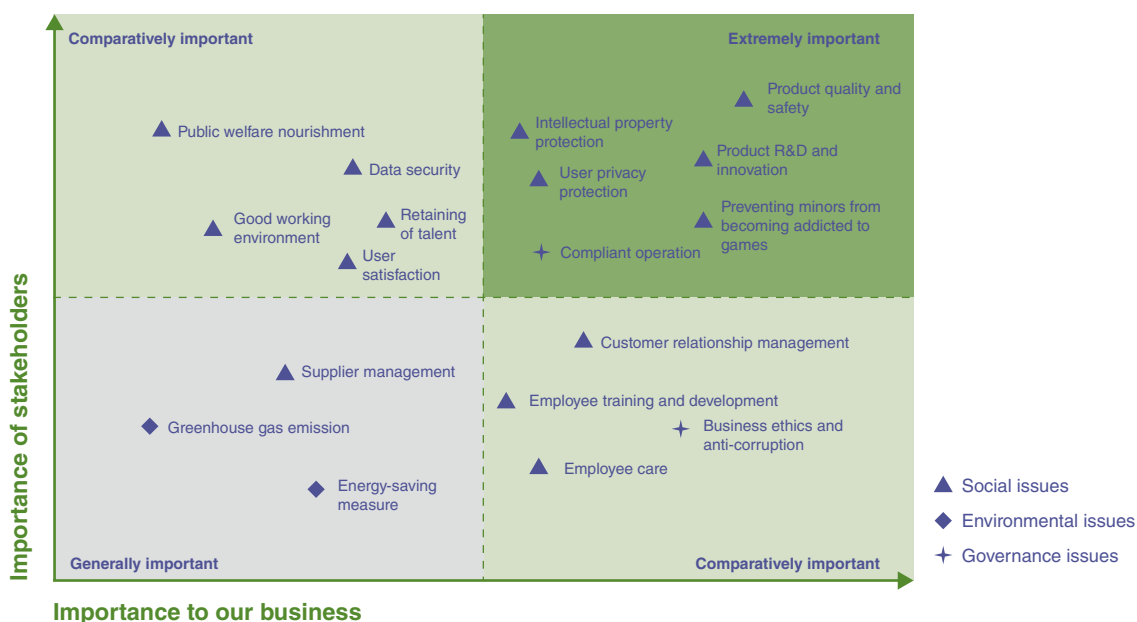 Comparatively important
Extremely important
Public welfare nourishment
Data security
Good working
environment
Retaining
of talent
User
satisfaction
Product quality and
safety
Intellectual property
protection
Product R&D and
innovation
User privacy
protection
Preventing minors from
becoming addicted to
games
Compliant operation
Supplier management
Greenhouse gas emission
Energy-saving
measure
Generally important
Customer relationship management
Employee training and development
Business ethics and
anti-corruption
Employee care
Comparatively important
Importance of stakeholders
Importance to our business
Social issues
Environmental issues
Governance issues